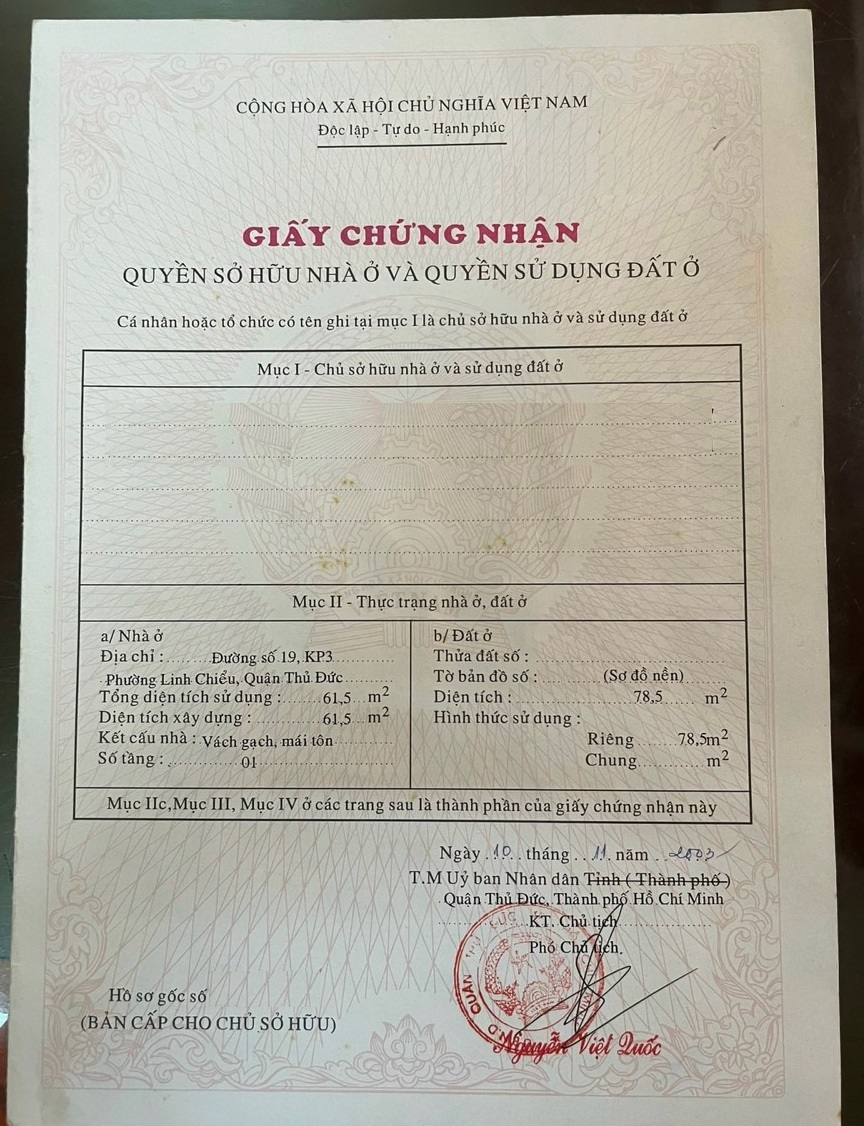 CỘNG HÒA XÃ HỘI CHỦ NGHĨA VIỆT NAM
Độc lập - Tự do - Hạnh phúc
GIẤY CHỨNG NHẬN
QUYỀN SỞ HỮU NHÀ Ở VÀ QUYỀN SỬ DỤNG ĐẤT Ở
Cá nhân hoặc tổ chức có tên ghi tại mục I là chủ sở hữu nhà ở và sử dụng đất ở
Mục I - Chủ sở hữu nhà ở và sử dụng đất ở
Mục II - Thực trạng nhà ở, đất ở
a/ Nhà ở
Địa chỉ : Đường số 19, KP3
Phường Linh Chiểu, Quận Thủ Đức
Tổng diện tích sử dụng : 61,5 m²
Diện tích xây dựng : 61,5 m²
Kết cấu nhà : Vách gạch, mái tôn
Số tầng : 01
b/ Đất ở
Thửa đất số :
Tờ bản đồ số : (Sơ đồ nền)
Diện tích : 78,5 m²
Hình thức sử dụng :
Riêng 78,5m²
Chung m²
Mục IIc,Mục III, Mục IV ở các trang sau là thành phần của giấy chứng nhận này
Ngày 10 tháng 11 năm 2003
T.M Uỷ ban Nhân dân Tỉnh ( Thành phố )
Quận Thủ Đức, Thành phố Hồ Chí Minh
KT. Chủ tịch
Phó Chủ tịch.
Nguyễn Việt Quốc
Hồ sơ gốc số
(BẢN CẤP CHO CHỦ SỞ HỮU)